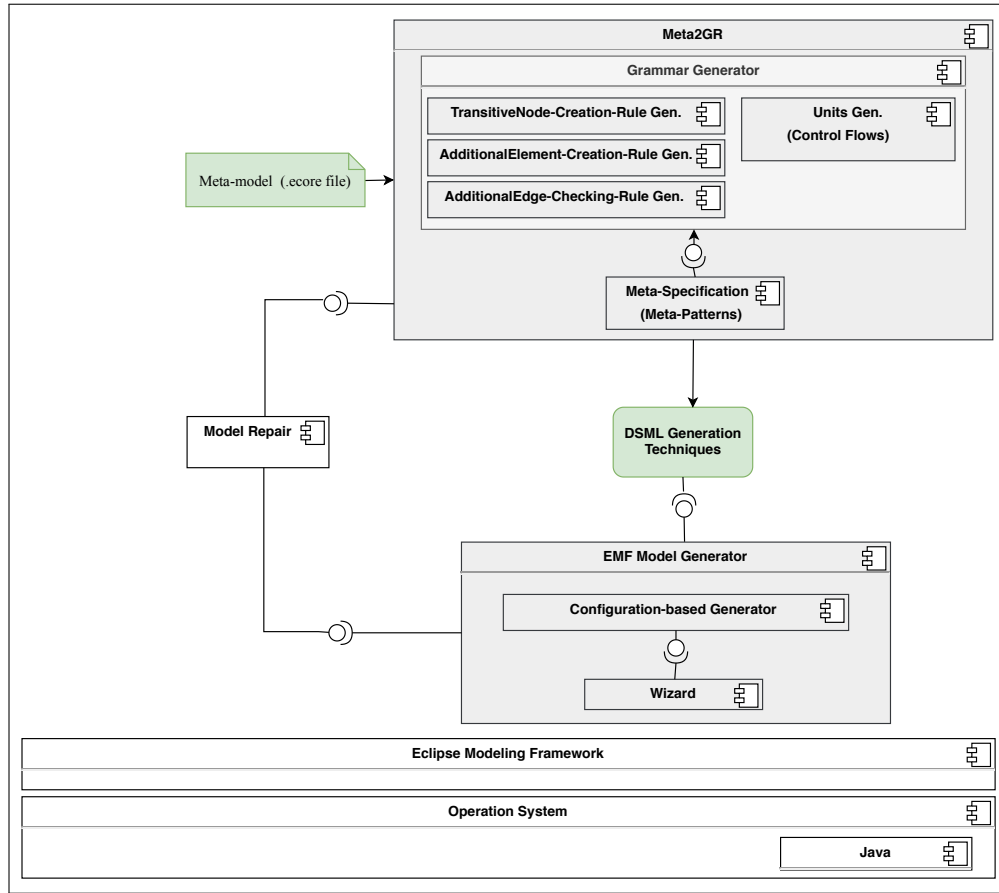 Meta2GR
Grammar Generator
TransitiveNode-Creation-Rule Gen.
AdditionalElement-Creation-Rule Gen.
AdditionalEdge-Checking-Rule Gen.
Units Gen.
(Control Flows)
Meta-model (.ecore file)
Meta-Specification
(Meta-Patterns)
Model Repair
DSML Generation
Techniques
EMF Model Generator
Configuration-based Generator
Wizard
Eclipse Modeling Framework
Operation System
Java